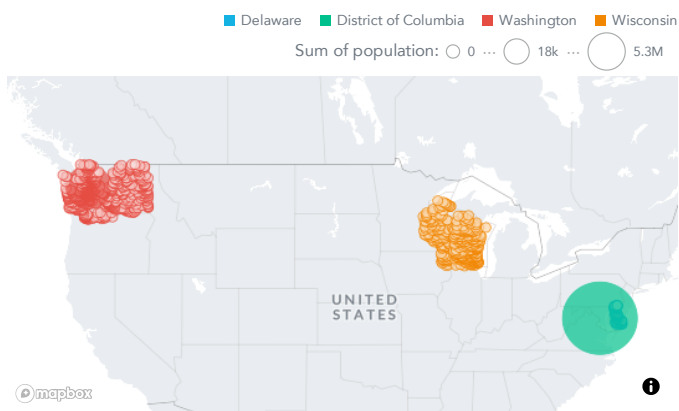 Delaware District of Columbia Washington Wisconsin
Sum of population: 0 ··· 18k ··· 5.3M
UNITED
STATES
mapbox
i